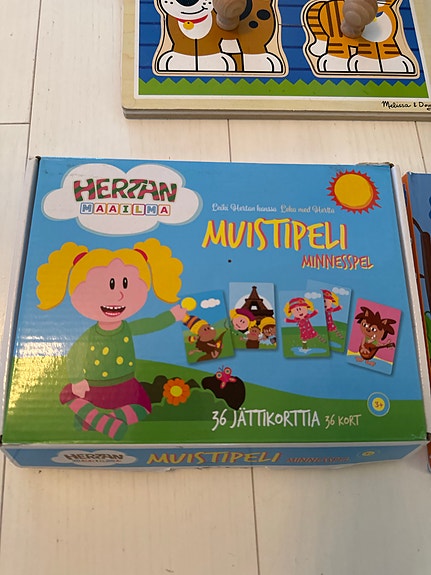 Melissa & Doug
HERTAN
MAAILMA
Leiki Hertan kanssa Leka med Herta
MUISTIPELI
MINNESSPEL
36 JÄTTIKORTTIA 36 KORT
3+
HERTAN
MAAILMA
MUISTIPELI MINNESSPEL